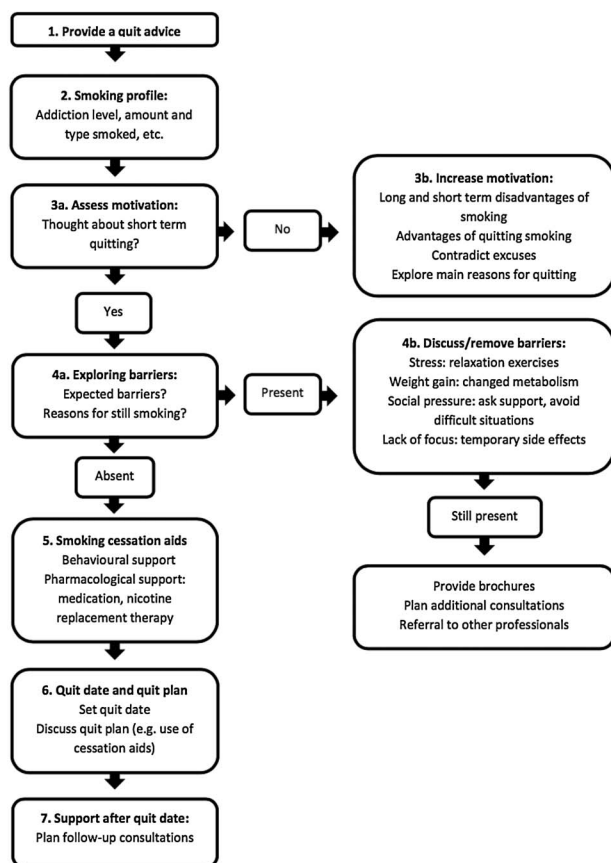 1. Provide a quit advice
2. Smoking profile:
Addiction level, amount and
type smoked, etc.
3a. Assess motivation:
Thought about short term
quitting?
No
3b. Increase motivation:
Long and short term disadvantages of
smoking
Advantages of quitting smoking
Contradict excuses
Explore main reasons for quitting
Yes
4a. Exploring barriers:
Expected barriers?
Reasons for still smoking?
Present
4b. Discuss/remove barriers:
Stress: relaxation exercises
Weight gain: changed metabolism
Social pressure: ask support, avoid
difficult situations
Lack of focus: temporary side effects
Absent
Still present
5. Smoking cessation aids
Behavioural support
Pharmacological support:
medication, nicotine
replacement therapy
Provide brochures
Plan additional consultations
Referral to other professionals
6. Quit date and quit plan
Set quit date
Discuss quit plan (e.g. use of
cessation aids)
7. Support after quit date:
Plan follow-up consultations